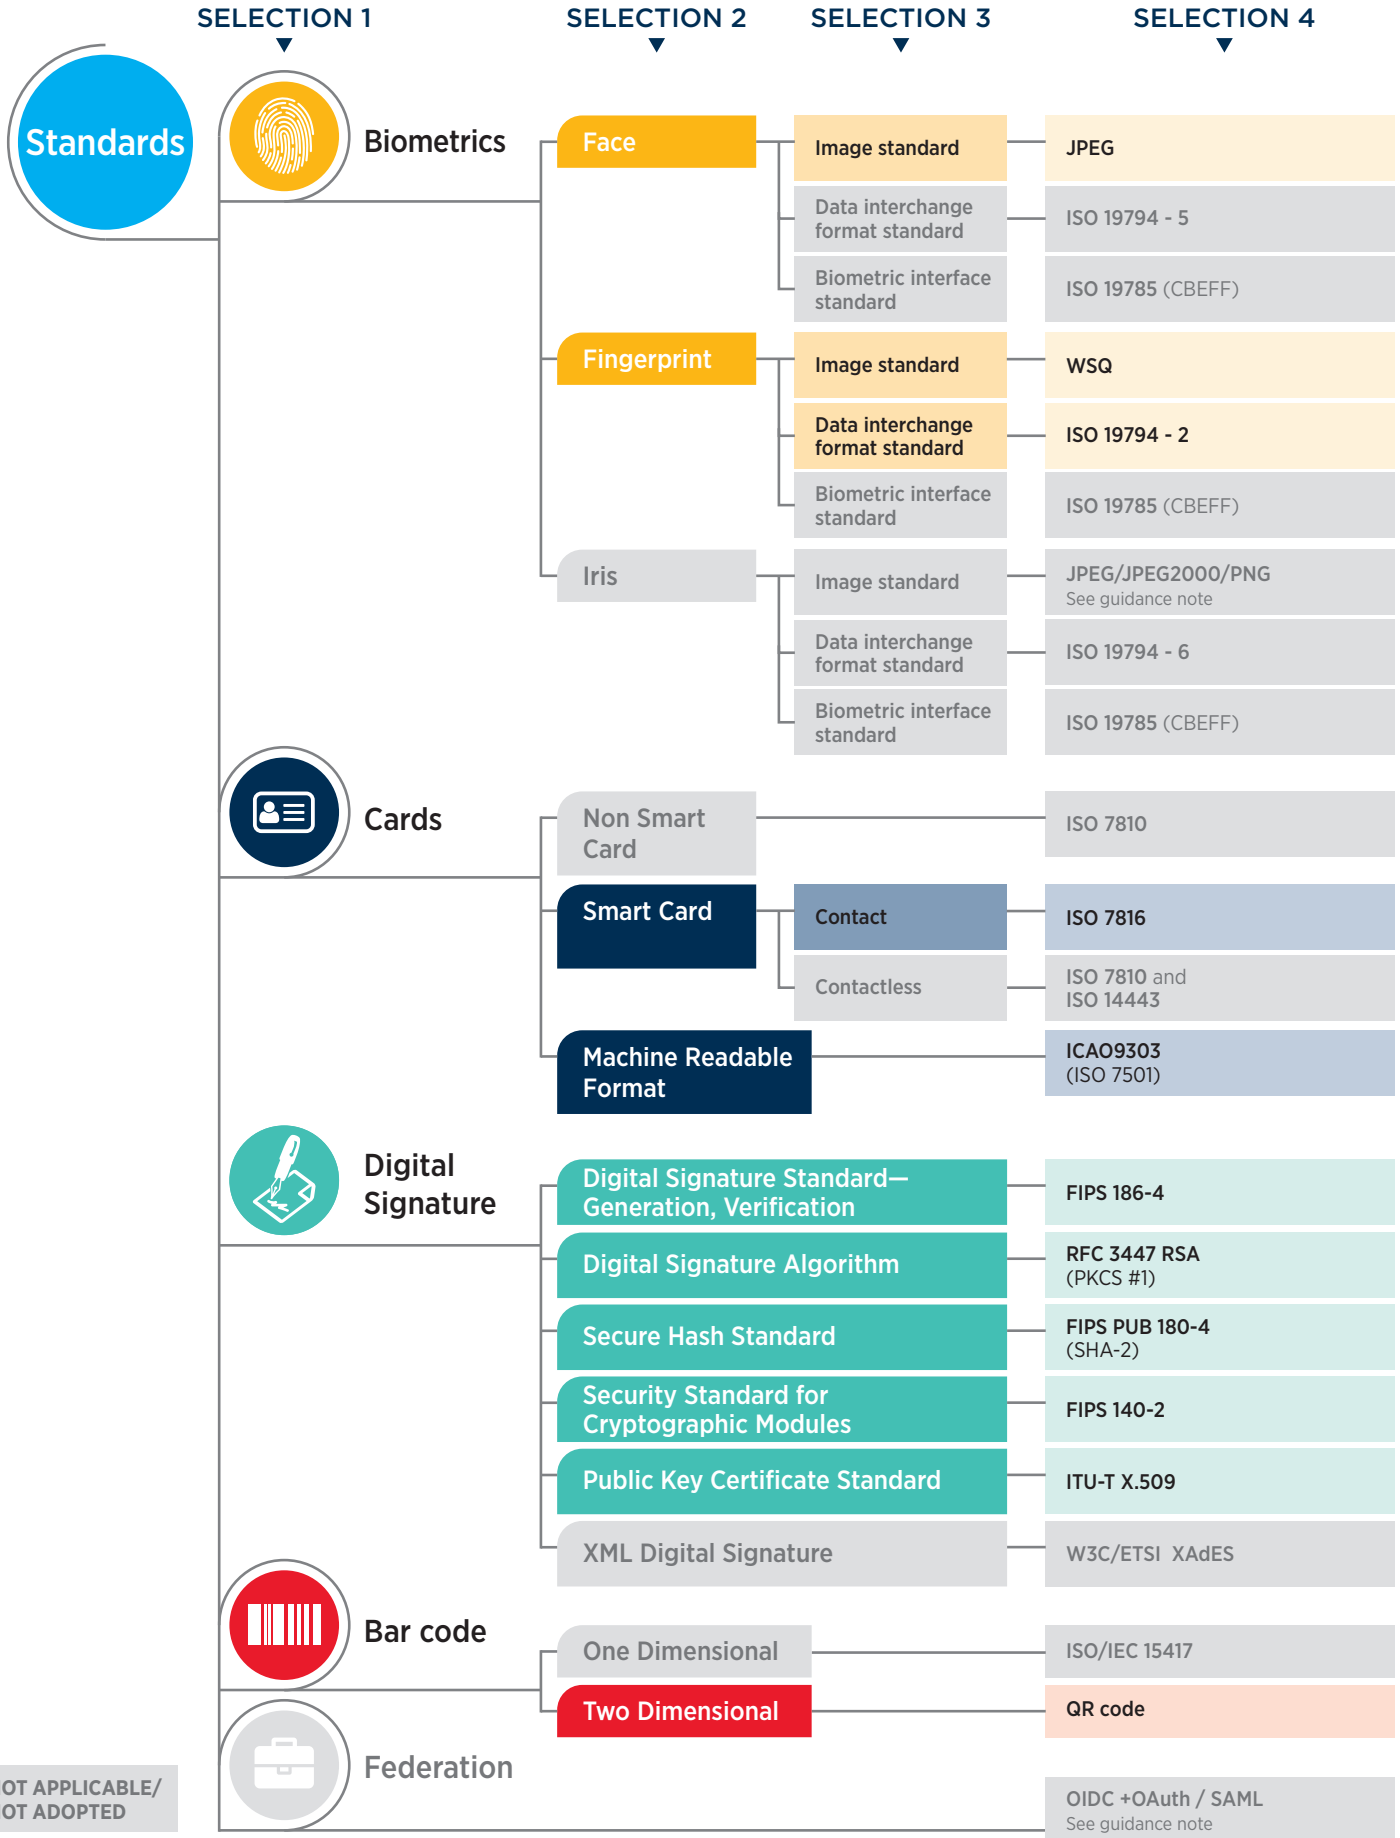 SELECTION 1
SELECTION 2
SELECTION 3
SELECTION 4
Standards
Biometrics
Face
Image standard
JPEG
Data interchange
format standard
ISO 19794 - 5
Biometric interface
standard
ISO 19785 (CBEFF)
Fingerprint
Image standard
WSQ
Data interchange
format standard
ISO 19794 - 2
Biometric interface
standard
ISO 19785 (CBEFF)
Iris
Image standard
JPEG/JPEG2000/PNG
See guidance note
Data interchange
format standard
ISO 19794 - 6
Biometric interface
standard
ISO 19785 (CBEFF)
Cards
Non Smart
Card
ISO 7810
Smart Card
Contact
ISO 7816
Contactless
ISO 7810 and
ISO 14443
Machine Readable
Format
ICAO9303
(ISO 7501)
Digital
Signature
Digital Signature Standard—
Generation, Verification
FIPS 186-4
Digital Signature Algorithm
RFC 3447 RSA
(PKCS #1)
Secure Hash Standard
FIPS PUB 180-4
(SHA-2)
Security Standard for
Cryptographic Modules
FIPS 140-2
Public Key Certificate Standard
ITU-T X.509
XML Digital Signature
W3C/ETSI XAdES
Bar code
One Dimensional
ISO/IEC 15417
Two Dimensional
QR code
Federation
OIDC +OAuth / SAML
See guidance note
OT APPLICABLE/
OT ADOPTED